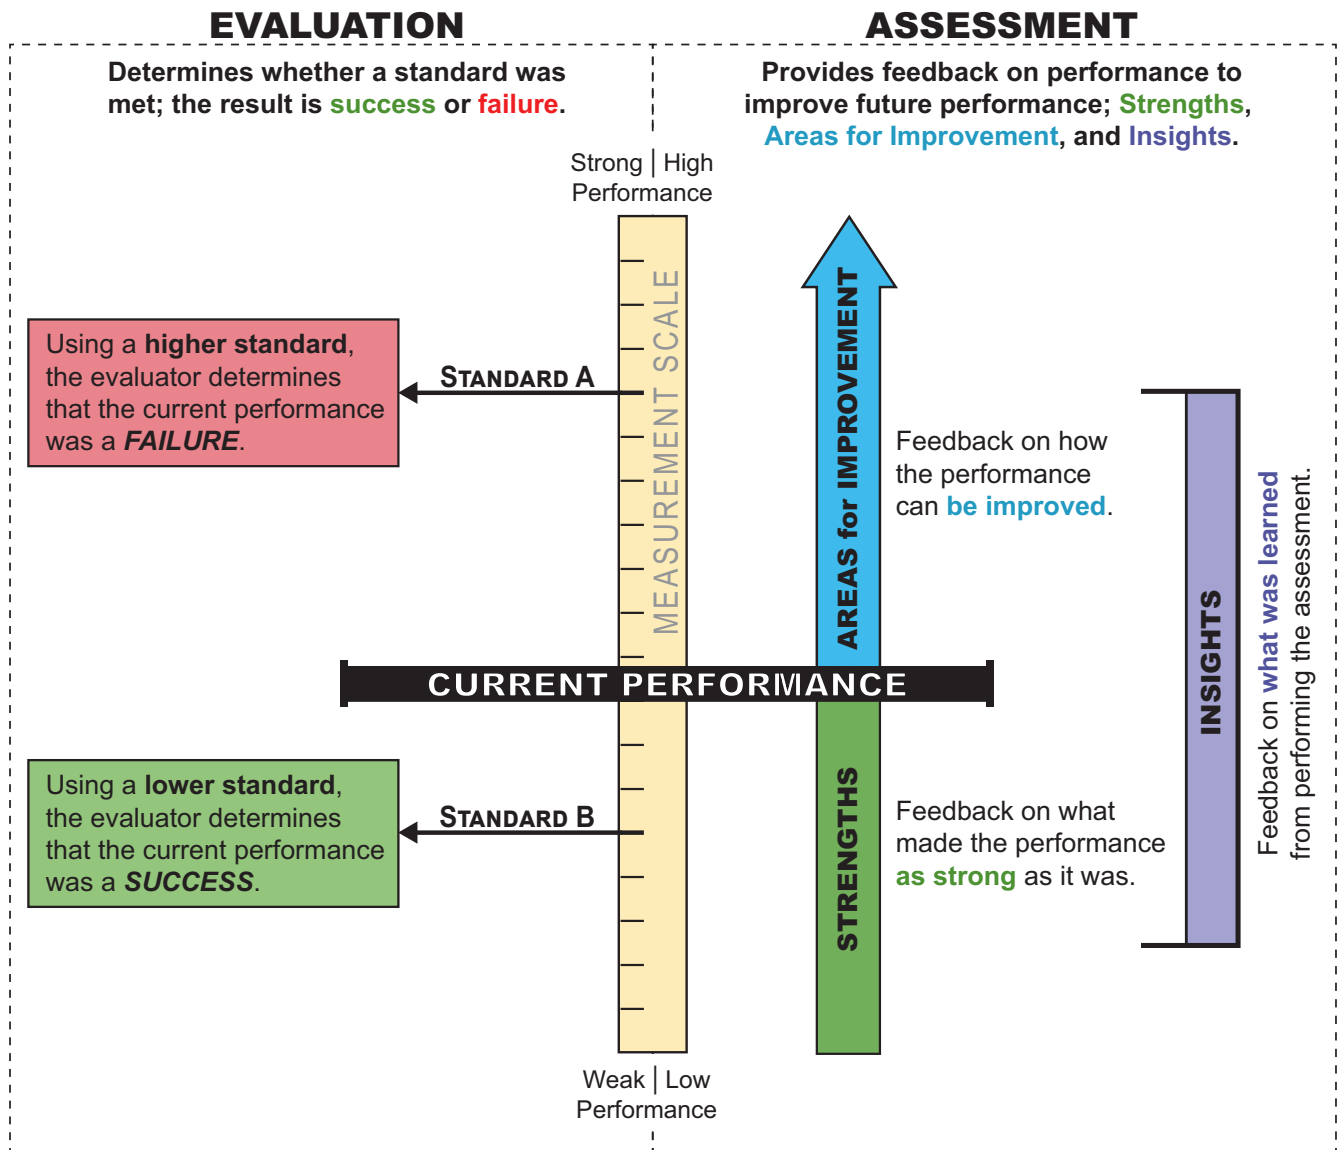 EVALUATION
Determines whether a standard was
met; the result is success or failure.
ASSESSMENT
Provides feedback on performance to
improve future performance; Strengths,
Areas for Improvement, and Insights.
Strong | High
Performance
MEASUREMENT SCALE
Using a higher standard,
the evaluator determines
that the current performance
was a FAILURE.
STANDARD A
AREAS for IMPROVEMENT
Feedback on how
the performance
can be improved.
CURRENT PERFORMANCE
Using a lower standard,
the evaluator determines
that the current performance
was a SUCCESS.
STANDARD B
STRENGTHS
Feedback on what
made the performance
as strong as it was.
INSIGHTS
Feedback on what was learned
from performing the assessment.
Weak | Low
Performance